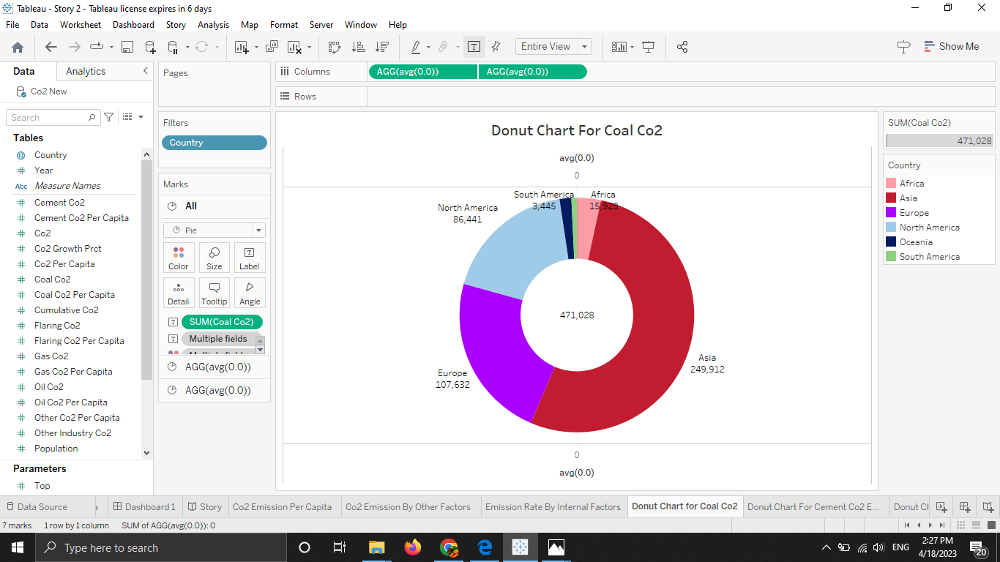 Tableau - Story 2 - Tableau license expires in 6 days
File Data Worksheet Dashboard Story Analysis Map Format Server Window Help
Entire View
Show Me
Data Analytics
Co2 New
Search
Tables
Country
Year
Abc Measure Names
Cement Co2
Cement Co2 Per Capita
Co2
Co2 Growth Prct
Co2 Per Capita
Coal Co2
Coal Co2 Per Capita
Cumulative Co2
Flaring Co2
Flaring Co2 Per Capita
Gas Co2
Gas Co2 Per Capita
Oil Co2
Oil Co2 Per Capita
Other Co2 Per Capita
Other Industry Co2
Population
Parameters
Top
Pages
Filters
Country
Marks
All
Pie
Color Size Label
Detail Tooltip Angle
SUM(Coal Co2)
Multiple fields
AGG(avg(0.0))
AGG(avg(0.0))
Columns AGG(avg(0.0)) AGG(avg(0.0))
Rows
Donut Chart For Coal Co2
avg(0.0)
0
South America
3,445
Africa
15,929
North America
86,441
471,028
Asia
249,912
Europe
107,632
0
avg(0.0)
SUM(Coal Co2)
471,028
Country
Africa
Asia
Europe
North America
Oceania
South America
Data Source a Dashboard 1 Story Co2 Emission Per Capita Co2 Emission By Other Factors Emission Rate By Internal Factors Donut Chart for Coal Co2 Donut Chart For Cement Co2 E... Donut Ch
7 marks 1 row by 1 column SUM of AGG(avg(0.0)): 0
Type here to search
ENG
2:27 PM
4/18/2023
20